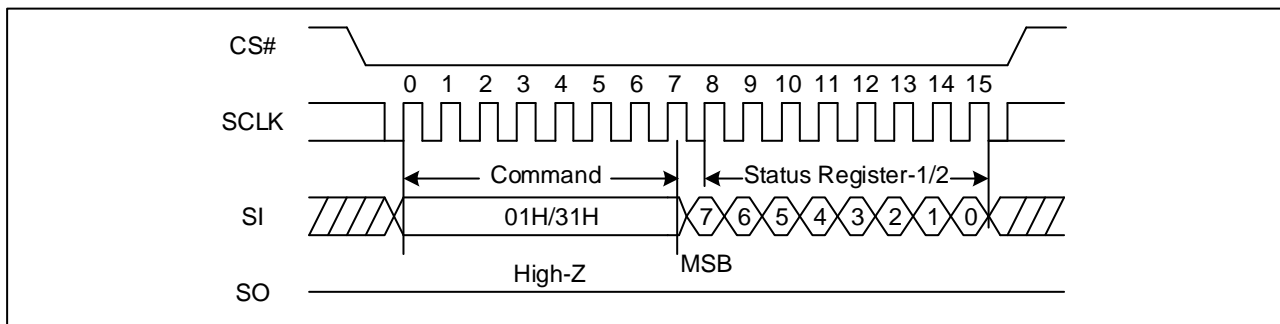 CS#
0 1 2 3 4 5 6 7 8 9 10 11 12 13 14 15
SCLK
Command Status Register-1/2
SI 01H/31H 7 6 5 4 3 2 1 0
High-Z MSB
SO